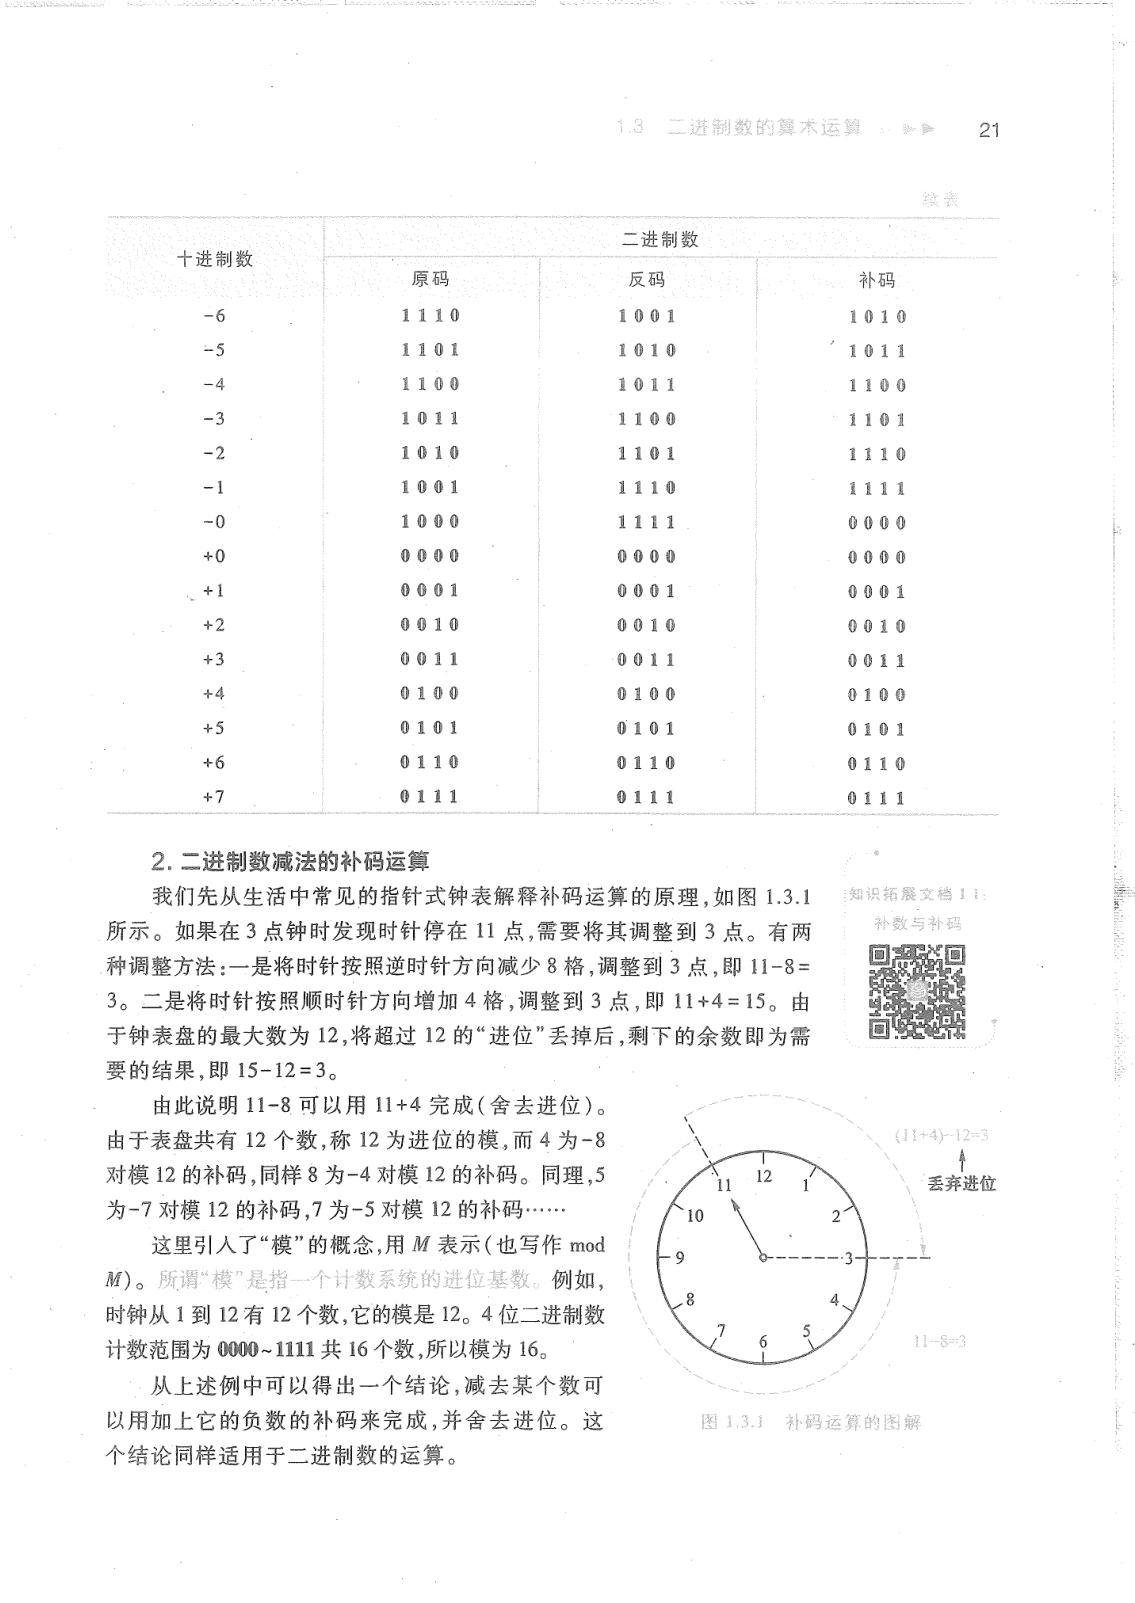 1.3 二进制数的算术运算 21
续表
十进制数 二进制数
原码 反码 补码
-6 1110 1001 1010
-5 1101 1010 1011
-4 1100 1011 1100
-3 1011 1100 1101
-2 1010 1101 1110
-1 1001 1110 1111
-0 1000 1111 0000
+0 0000 0000 0000
+1 0001 0001 0001
+2 0010 0010 0010
+3 0011 0011 0011
+4 0100 0100 0100
+5 0101 0101 0101
+6 0110 0110 0110
+7 0111 0111 0111
2. 二进制数减法的补码运算
我们先从生活中常见的指针式钟表解释补码运算的原理,如图 1.3.1
所示。如果在 3 点钟时发现时针停在 11 点,需要将其调整到 3 点。有两
种调整方法:一是将时针按照逆时针方向减少 8 格,调整到 3 点,即 11-8=
3。二是将时针按照顺时针方向增加 4 格,调整到 3 点,即 11+4=15。由
于钟表盘的最大数为 12,将超过 12 的“进位”丢掉后,剩下的余数即为需
要的结果,即 15-12=3。
知识拓展文档 1.1:
补数与补码
由此说明 11-8 可以用 11+4 完成(舍去进位)。
由于表盘共有 12 个数,称 12 为进位的模,而 4 为-8
对模 12 的补码,同样 8 为-4 对模 12 的补码。同理,5
为-7 对模 12 的补码,7 为-5 对模 12 的补码……
这里引入了“模”的概念,用 M 表示(也写作 mod
M)。所谓“模”是指一个计数系统的进位基数。例如,
时钟从 1 到 12 有 12 个数,它的模是 12。4 位二进制数
计数范围为 0000~1111 共 16 个数,所以模为 16。
从上述例中可以得出一个结论,减去某个数可
以用加上它的负数的补码来完成,并舍去进位。这
个结论同样适用于二进制数的运算。
(11+4)-12=3
丢弃进位
12
11
1
10
2
9
3
8
4
7
5
6
11-8=3
图 1.3.1 补码运算的图解